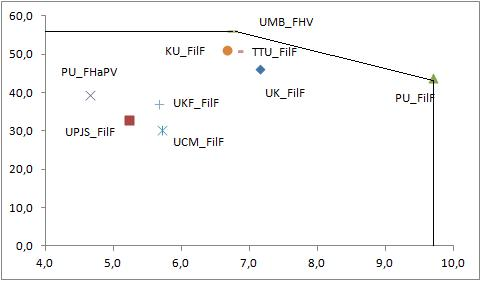 60,0
UMB_FHV
KU_FilF
TTU_FilF
50,0
PU_FHaPV
UK_FilF
PU_FilF
40,0
UKF_FilF
UPJS_FilF
30,0
UCM_FilF
20,0
10,0
0,0
4,0 5,0 6,0 7,0 8,0 9,0 10,0